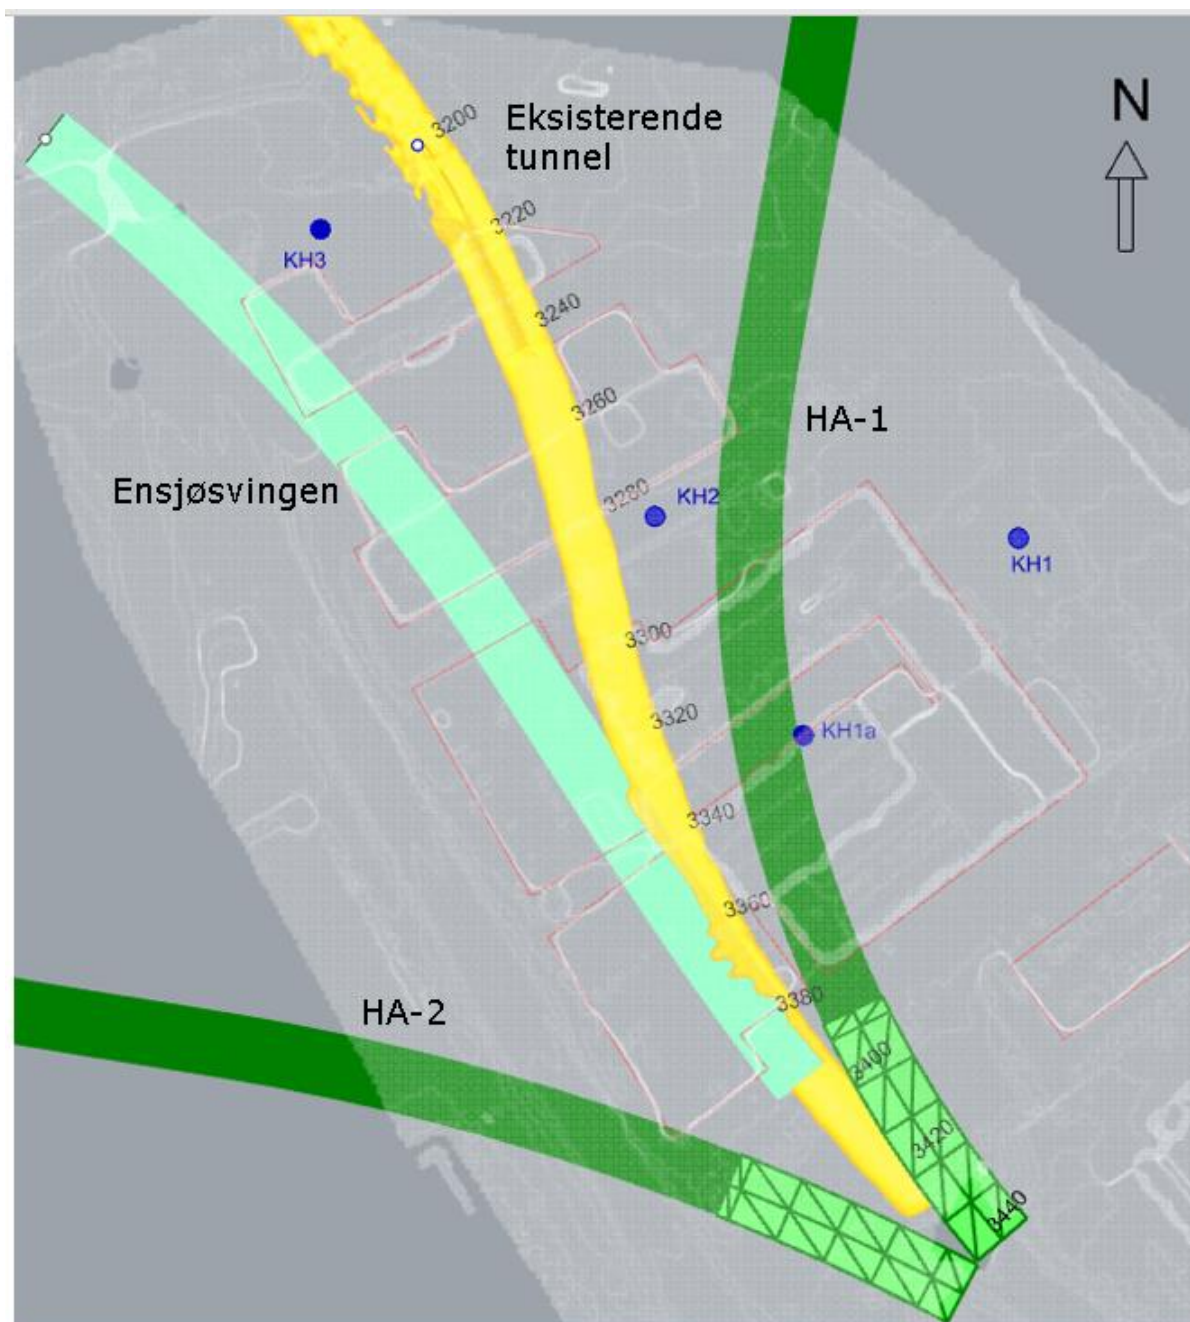 N
3200
Eksisterende
tunnel
3220
KH3
3240
3260
HA-1
Ensjøsvingen
3280
KH2
KH1
3300
3320
KH1a
3340
3360
3380
HA-2
3400
3420
3440